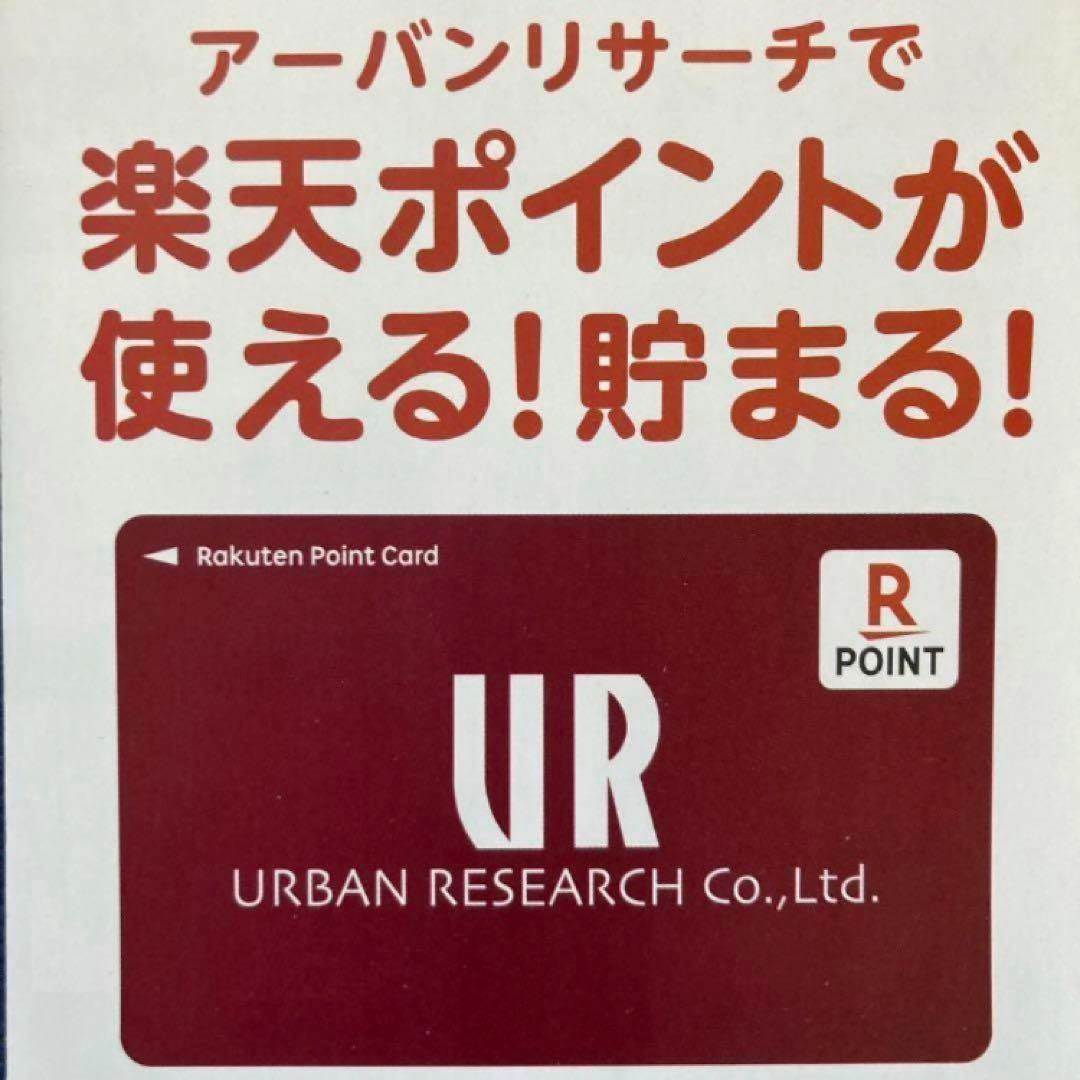 アーバンリサーチで
楽天ポイントが
使える!貯まる!
Rakuten Point Card
R
POINT
UR
URBAN RESEARCH Co.,Ltd.